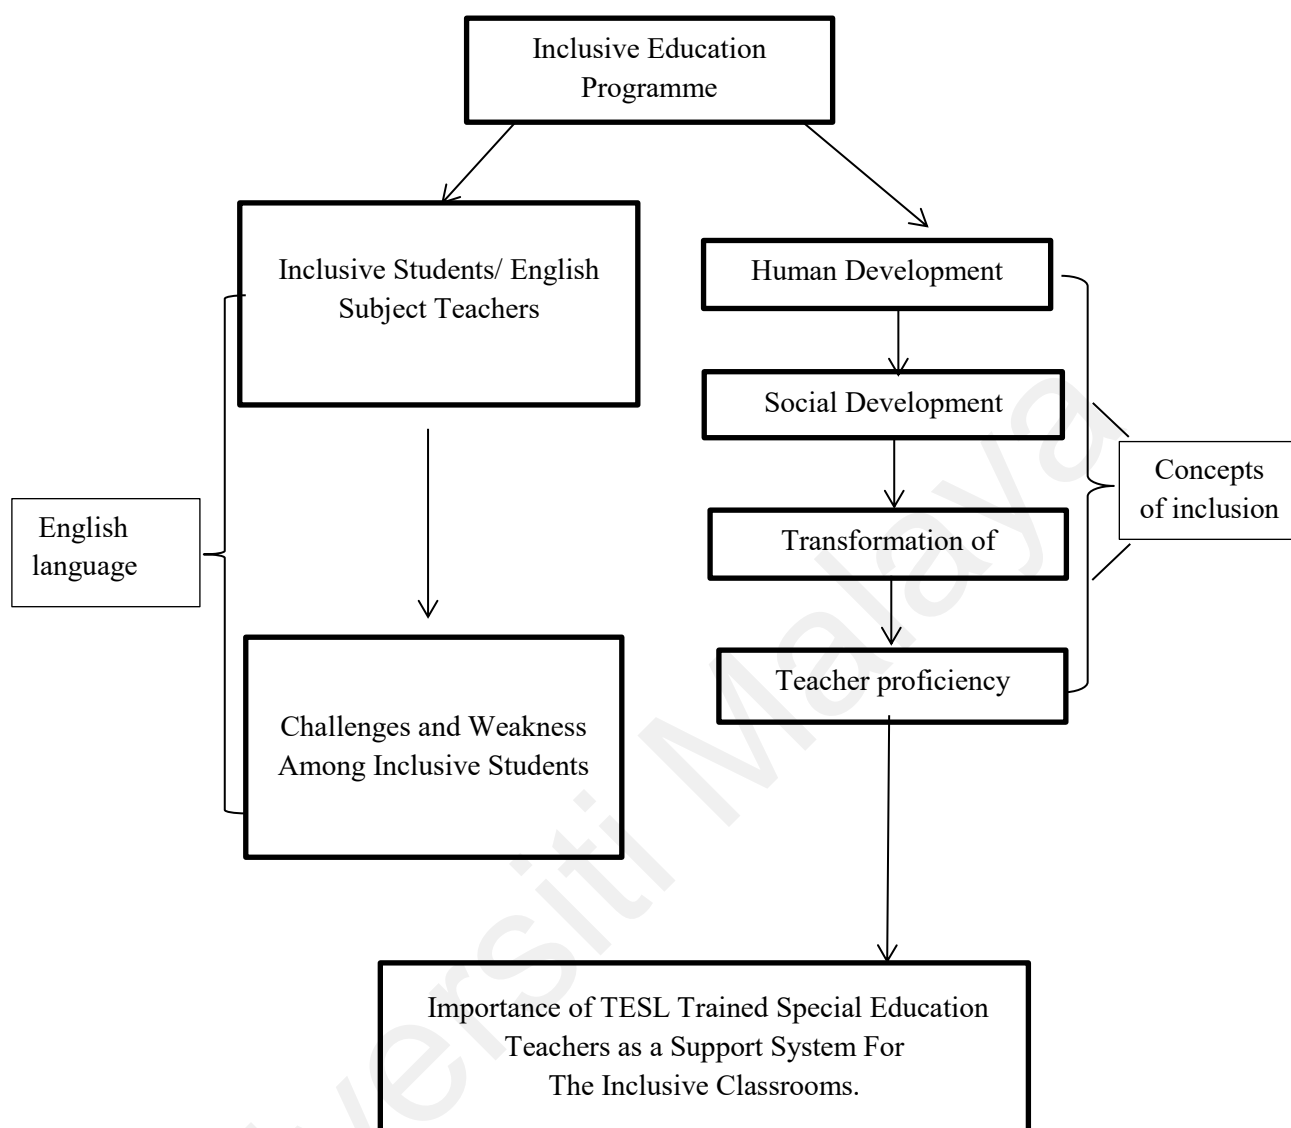 Inclusive Education
Programme
Inclusive Students/ English
Subject Teachers
Human Development
Social Development
Concepts
of inclusion
English
language
Transformation of
Teacher proficiency
Challenges and Weakness
Among Inclusive Students
Importance of TESL Trained Special Education
Teachers as a Support System For
The Inclusive Classrooms.
versiti Malaya